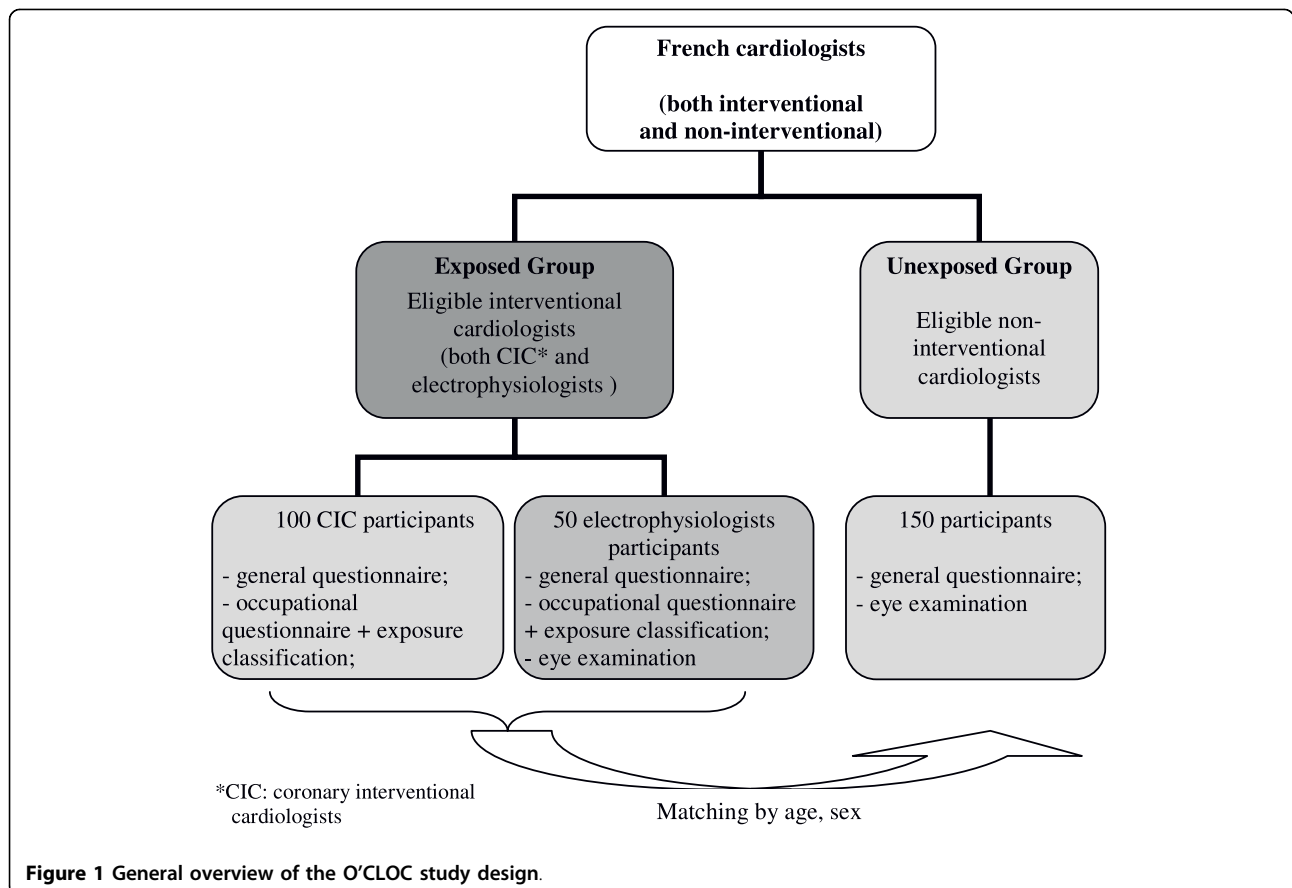 French cardiologists
(both interventional
and non-interventional)
Exposed Group
Eligible interventional
cardiologists
(both CIC* and
electrophysiologists )
Unexposed Group
Eligible non-
interventional
cardiologists
100 CIC participants
- general questionnaire;
- occupational
questionnaire + exposure
classification;
50 electrophysiologists
participants
- general questionnaire;
- occupational questionnaire
+ exposure classification;
- eye examination
150 participants
- general questionnaire;
- eye examination
*CIC: coronary interventional
cardiologists
Matching by age, sex
Figure 1 General overview of the O'CLOC study design.